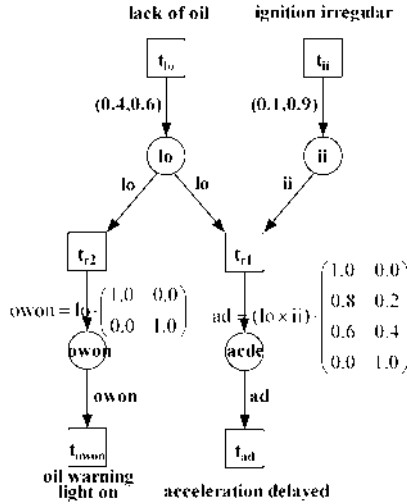 lack of oil ignition irregular
t_lo t_ii
(0.4,0.6) (0.1,0.9)
lo ii
lo lo ii
t_r2 t_r1
owon = lo · (1.0 0.0
0.0 1.0)
ad = (lo × ii) · (1.0 0.0
0.8 0.2
0.6 0.4
0.0 1.0)
owon acde
owon ad
t_owon t_ad
oil warning
light on acceleration delayed